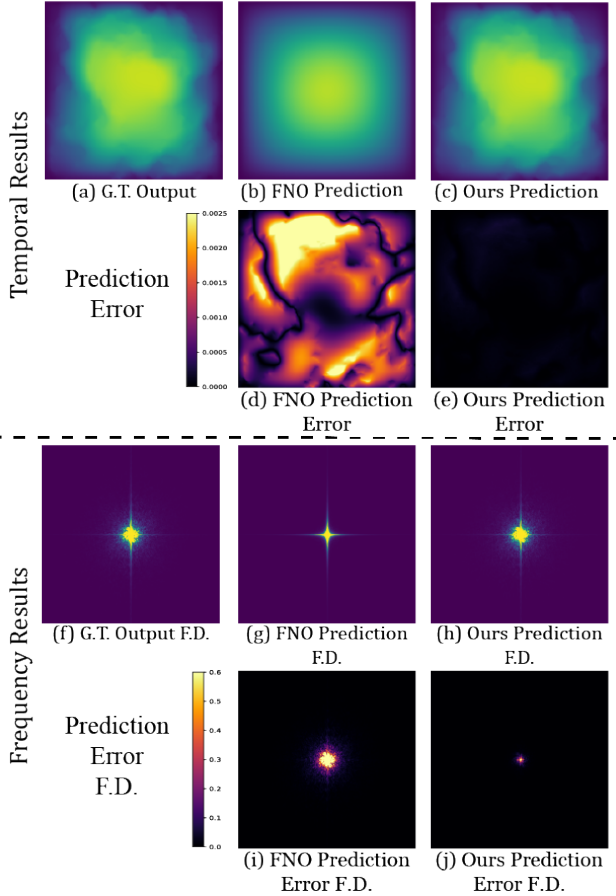 Temporal Results
(a) G.T. Output
(b) FNO Prediction
(c) Ours Prediction
Prediction
Error
0.0025
0.0020
0.0015
0.0010
0.0005
0.0000
(d) FNO Prediction
Error
(e) Ours Prediction
Error
Frequency Results
(f) G.T. Output F.D.
(g) FNO Prediction
F.D.
(h) Ours Prediction
F.D.
Prediction
Error
F.D.
0.6
0.5
0.4
0.3
0.2
0.1
0.0
(i) FNO Prediction
Error F.D.
(j) Ours Prediction
Error F.D.